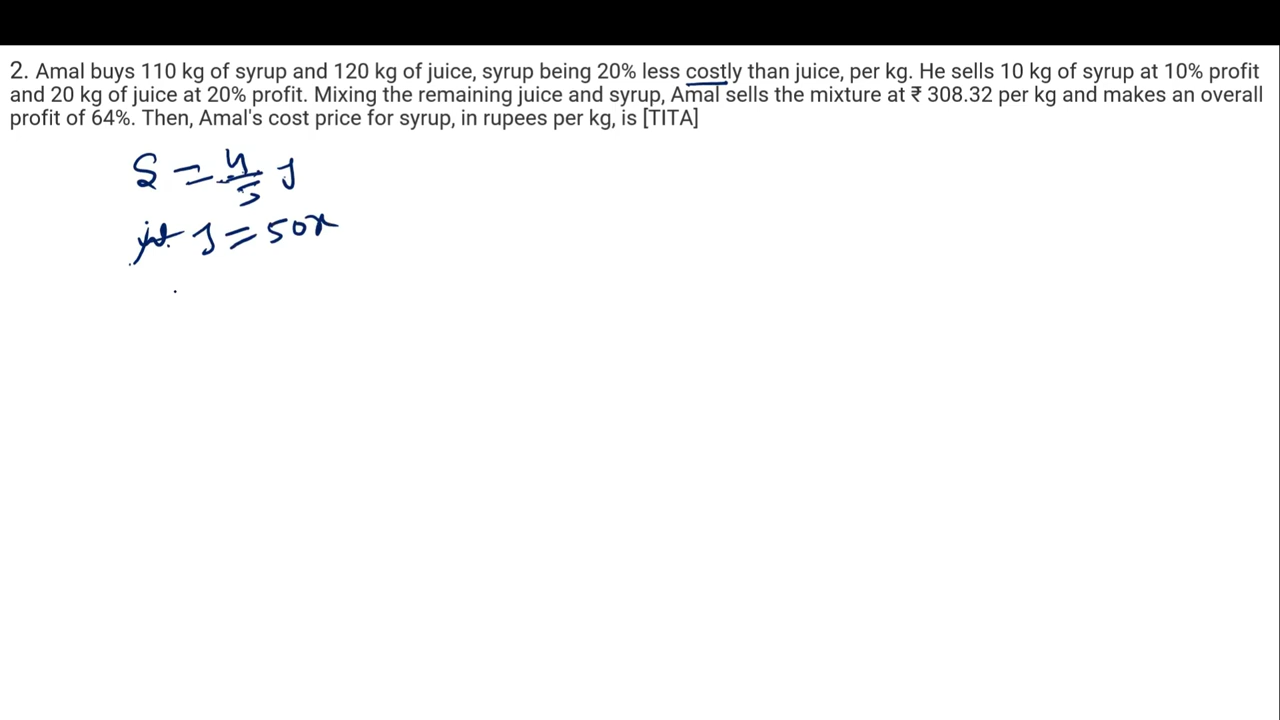 2. Amal buys 110 kg of syrup and 120 kg of juice, syrup being 20% less costly than juice, per kg. He sells 10 kg of syrup at 10% profit
and 20 kg of juice at 20% profit. Mixing the remaining juice and syrup, Amal sells the mixture at ₹ 308.32 per kg and makes an overall
profit of 64%. Then, Amal's cost price for syrup, in rupees per kg, is [TITA]
S = 4/5 J
J = 50x